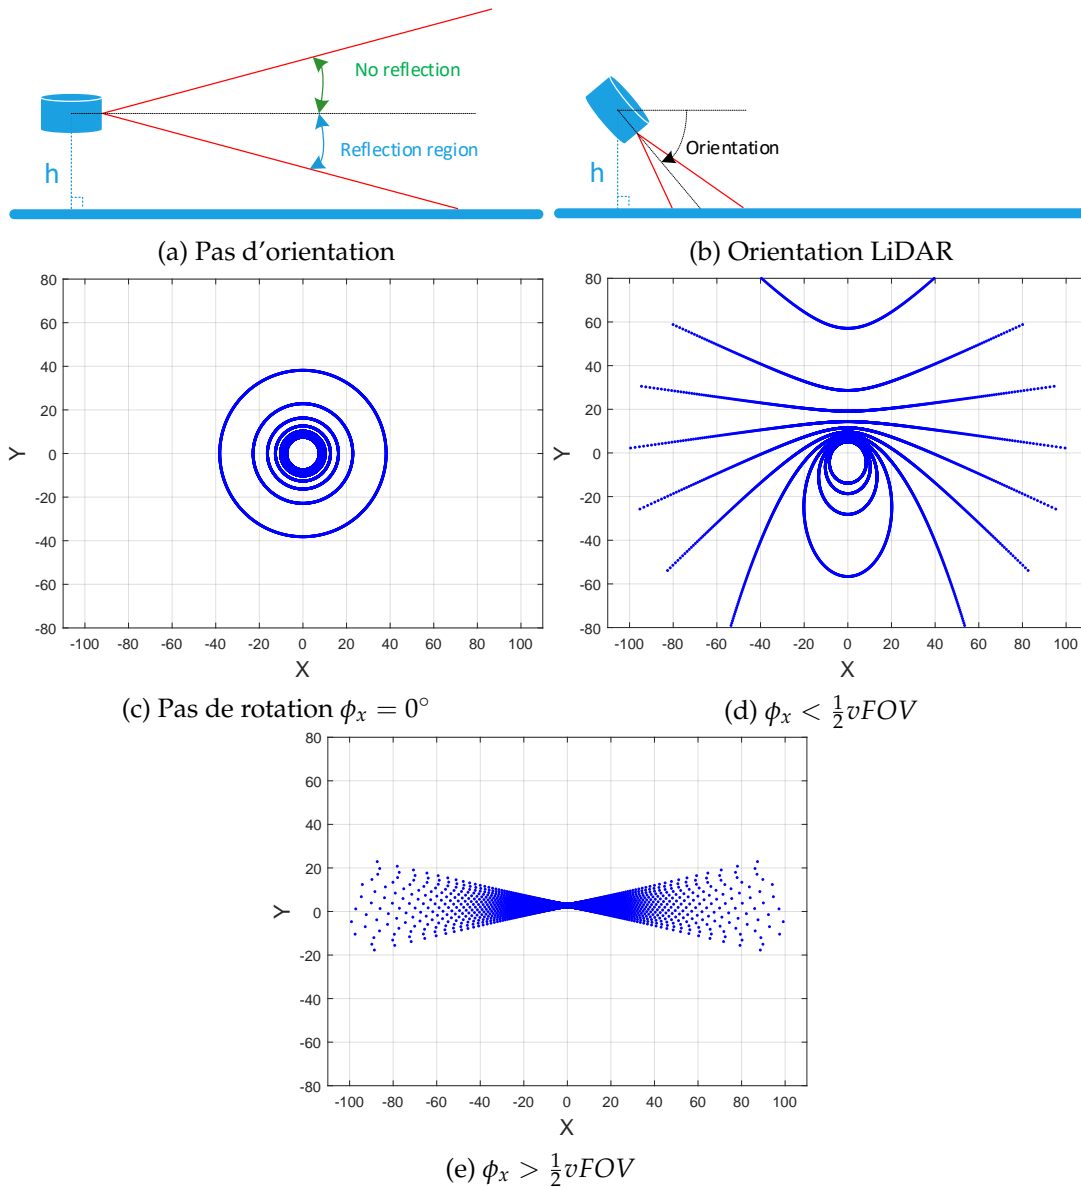 No reflection
Reflection region
h
Orientation
h
(a) Pas d'orientation
(b) Orientation LiDAR
80
60
40
20
0
-20
-40
-60
-80
Y
-100 -80 -60 -40 -20 0 20 40 60 80 100
X
80
60
40
20
0
-20
-40
-60
-80
Y
-100 -80 -60 -40 -20 0 20 40 60 80 100
X
(c) Pas de rotation ϕₓ = 0°
(d) ϕₓ < ½vFOV
80
60
40
20
0
-20
-40
-60
-80
Y
-100 -80 -60 -40 -20 0 20 40 60 80 100
X
(e) ϕₓ > ½vFOV